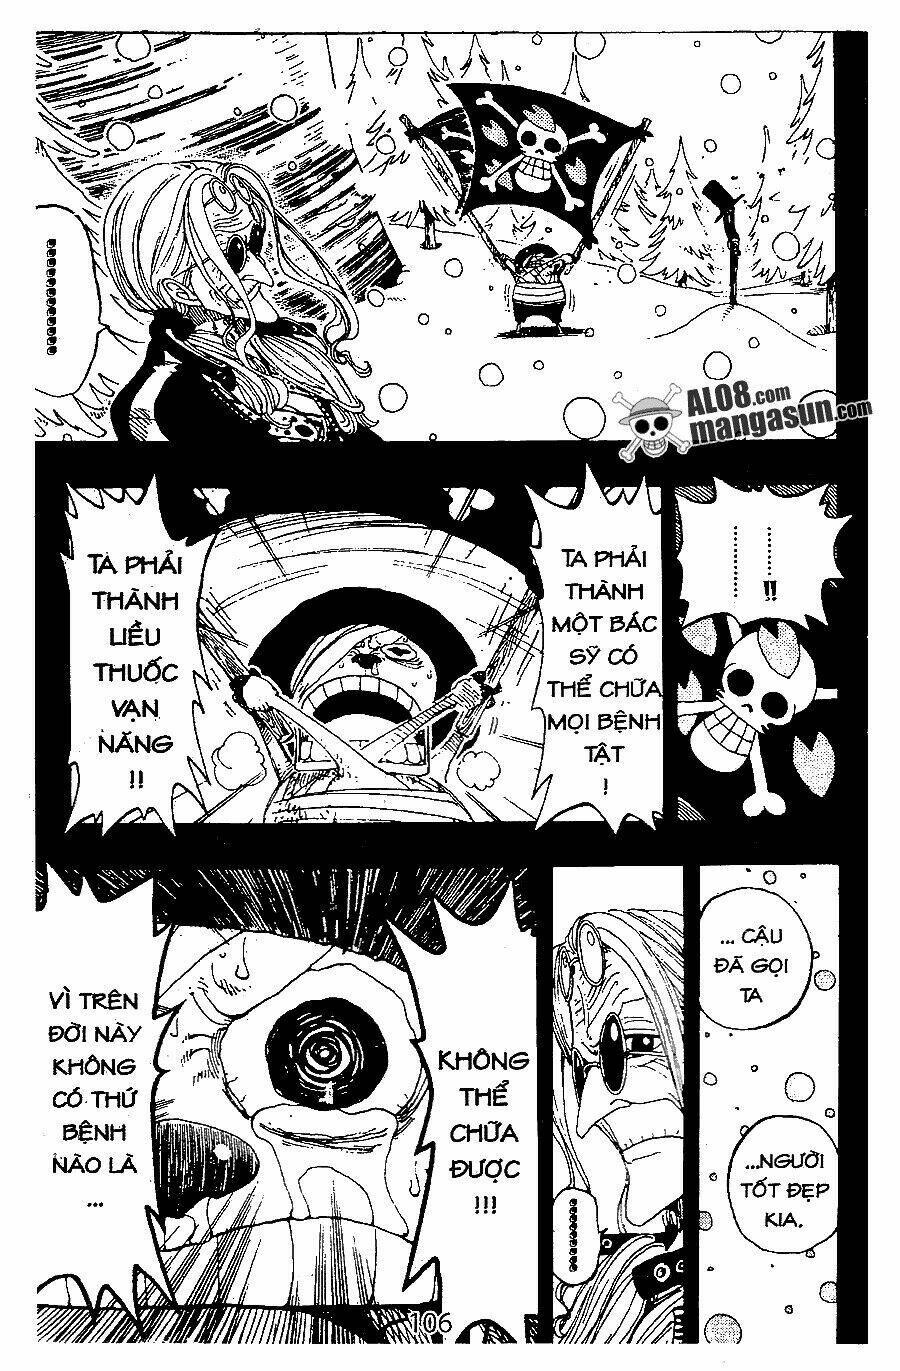 ............
AL08.com
mangasun.com
........ ........ !!
TA PHẢI
THÀNH
MỘT BÁC
SỸ CÓ
THỂ CHỮA
MỌI BỆNH
TẬT
!
TA PHẢI
THÀNH
LIỀU
THUỐC
VẠN
NĂNG
!!
... CẬU
ĐÃ GỌI
TA
...NGƯỜI
TỐT ĐẸP
KIA.
.........
KHÔNG
THỂ
CHỮA
ĐƯỢC
!!!
VÌ TRÊN
ĐỜI NÀY
KHÔNG
CÓ THỨ
BỆNH
NÀO LÀ
...
106